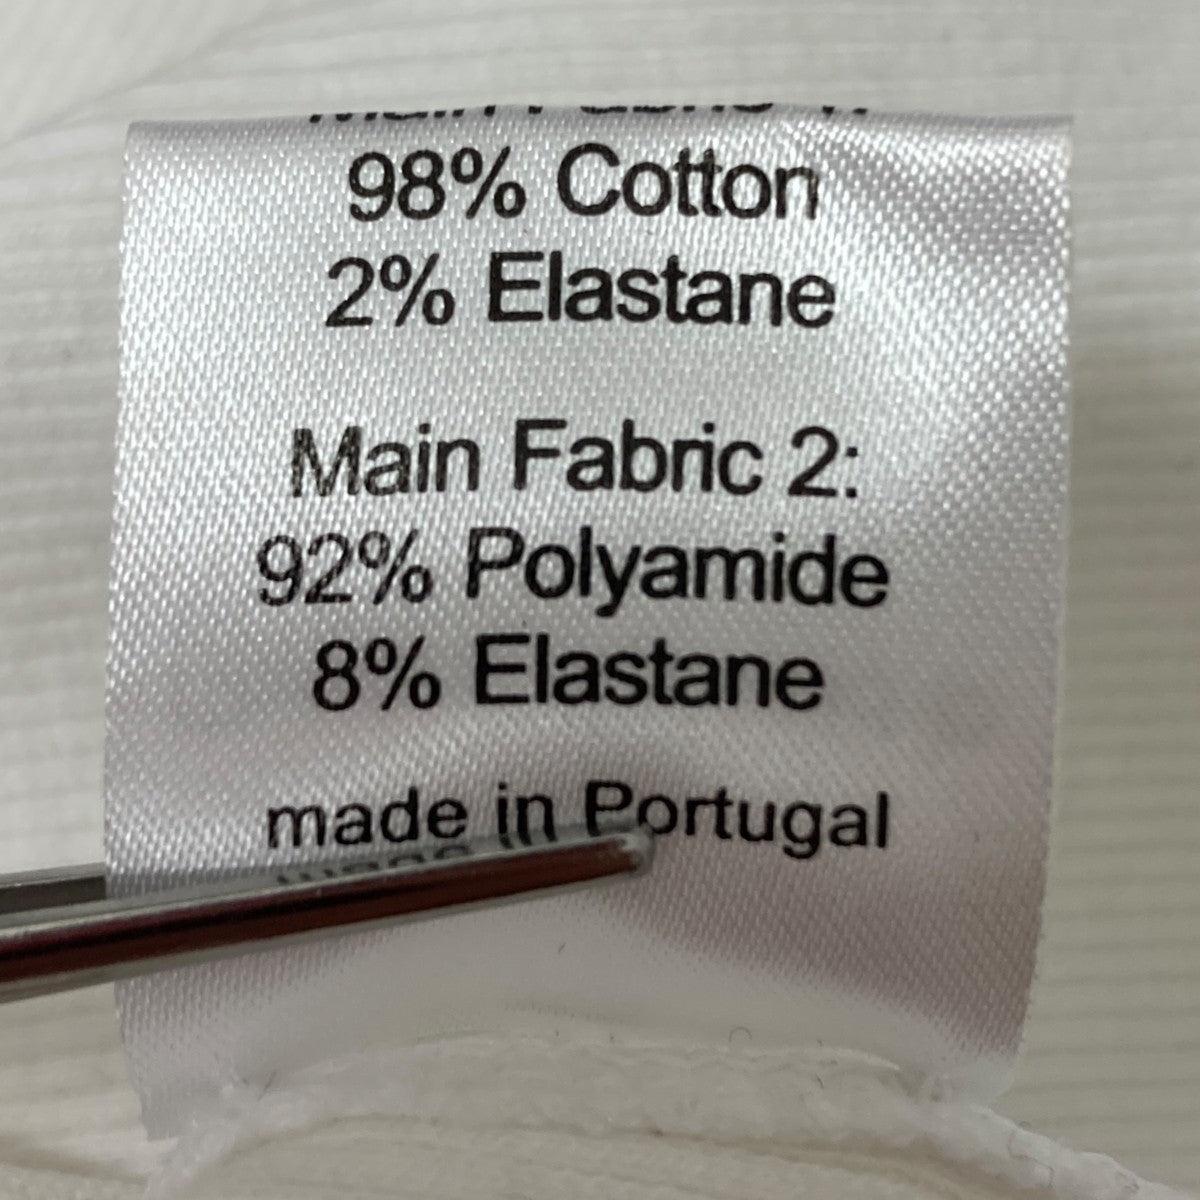 98% Cotton
2% Elastane
Main Fabric 2:
92% Polyamide
8% Elastane
made in Portugal